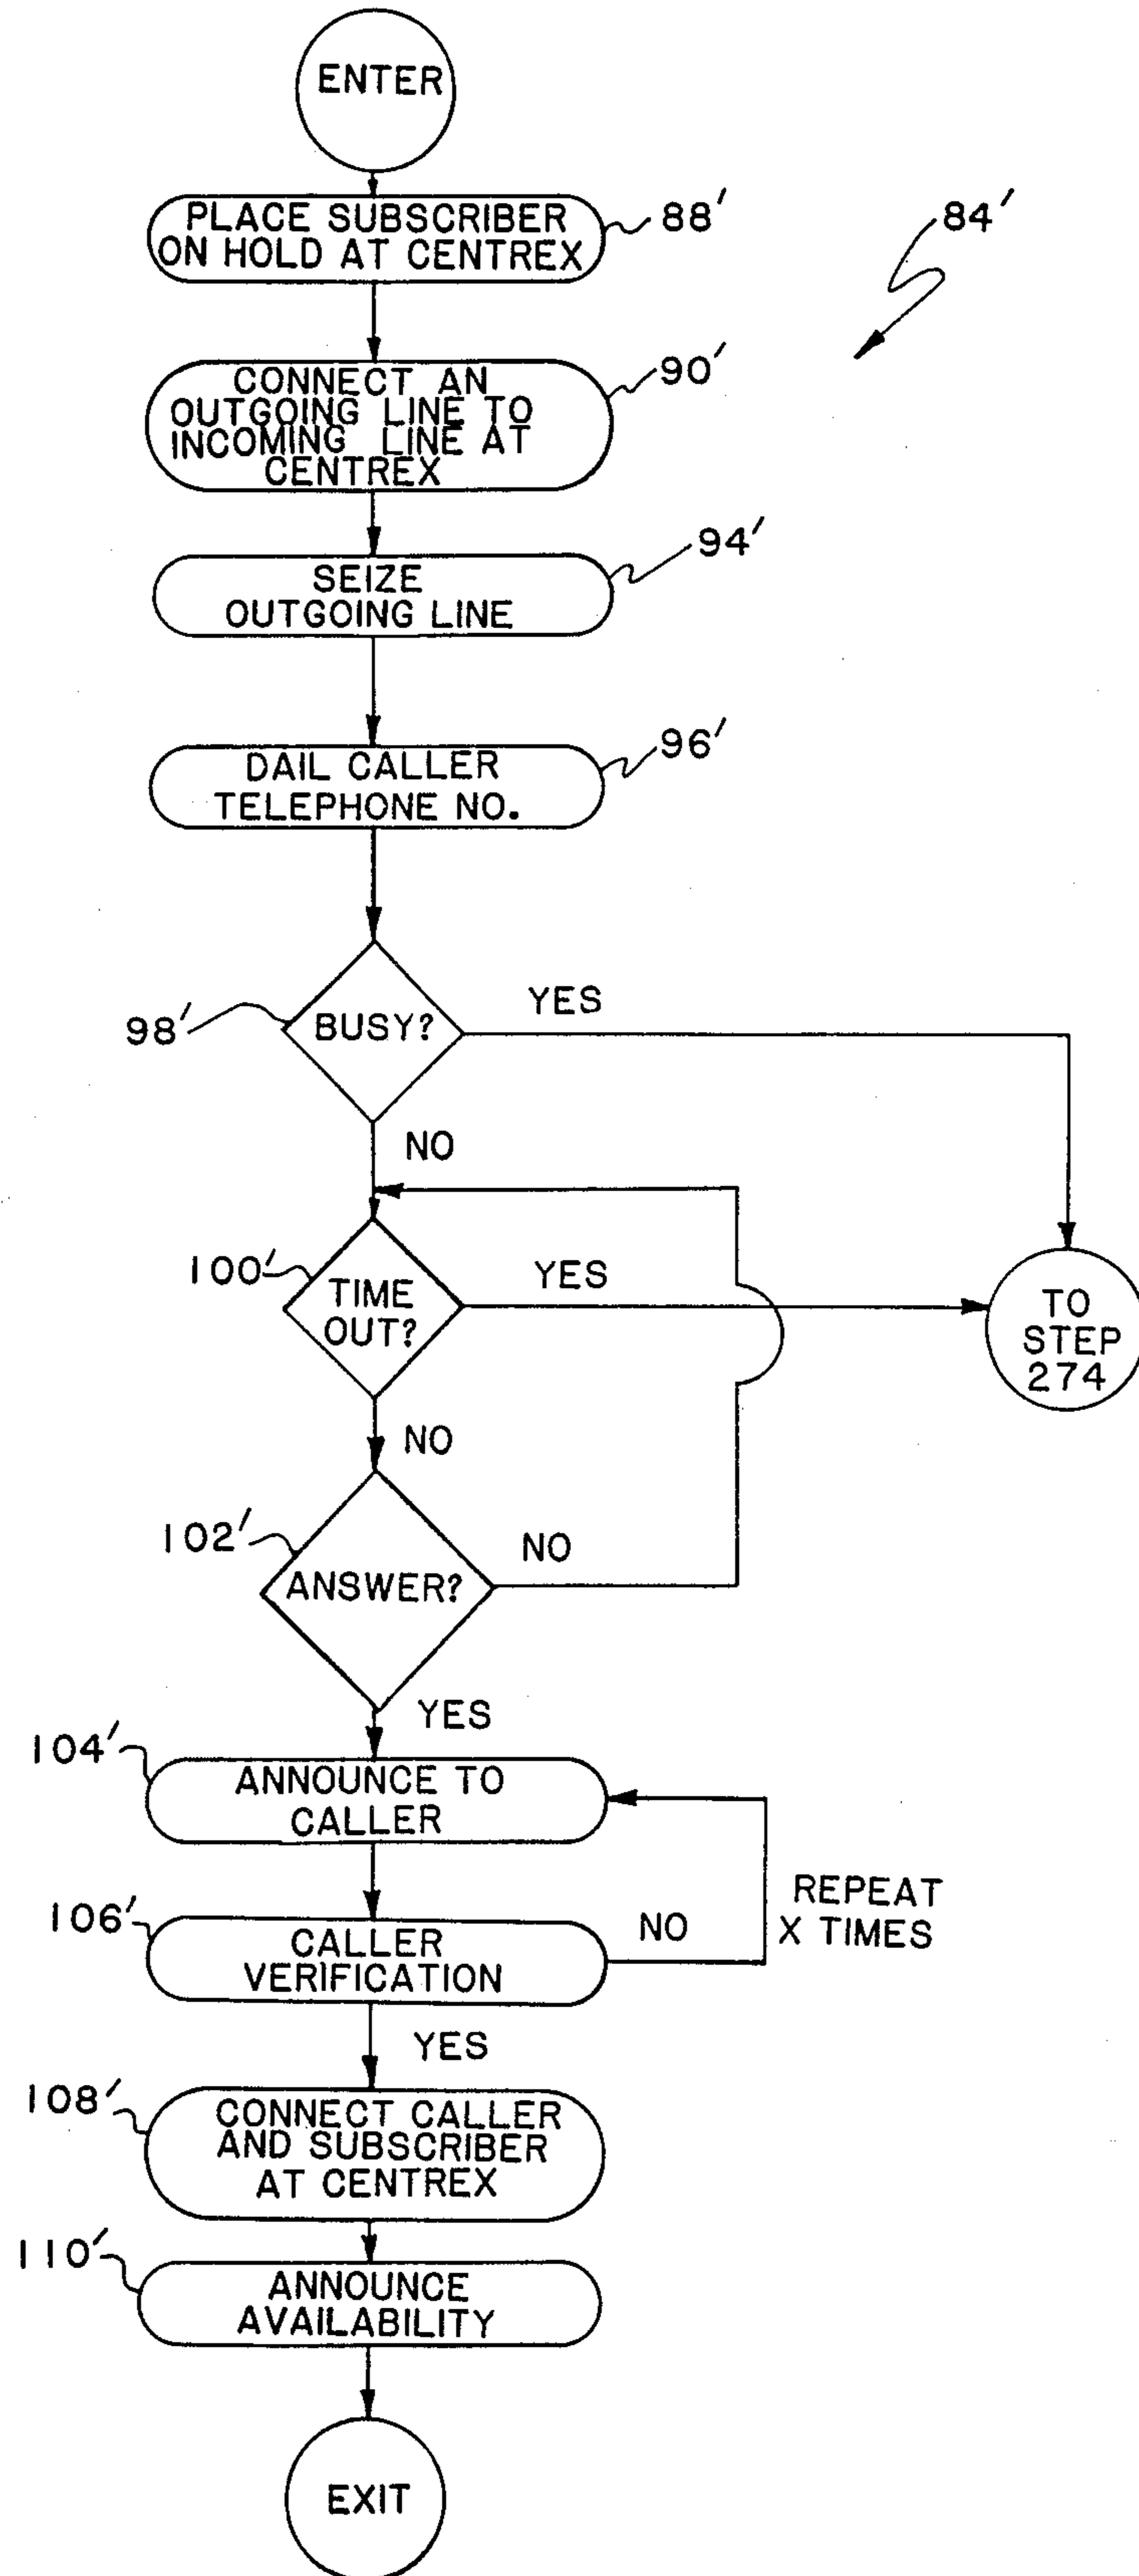 ENTER
PLACE SUBSCRIBER
ON HOLD AT CENTREX
88'
84'
CONNECT AN
OUTGOING LINE TO
INCOMING LINE AT
CENTREX
90'
SEIZE
OUTGOING LINE
94'
DAIL CALLER
TELEPHONE NO.
96'
BUSY?
98'
YES
NO
100'
TIME
OUT?
YES
TO
STEP
274
NO
102'
ANSWER?
NO
YES
104'
ANNOUNCE TO
CALLER
REPEAT
X TIMES
106'
CALLER
VERIFICATION
NO
YES
108'
CONNECT CALLER
AND SUBSCRIBER
AT CENTREX
110'
ANNOUNCE
AVAILABILITY
EXIT